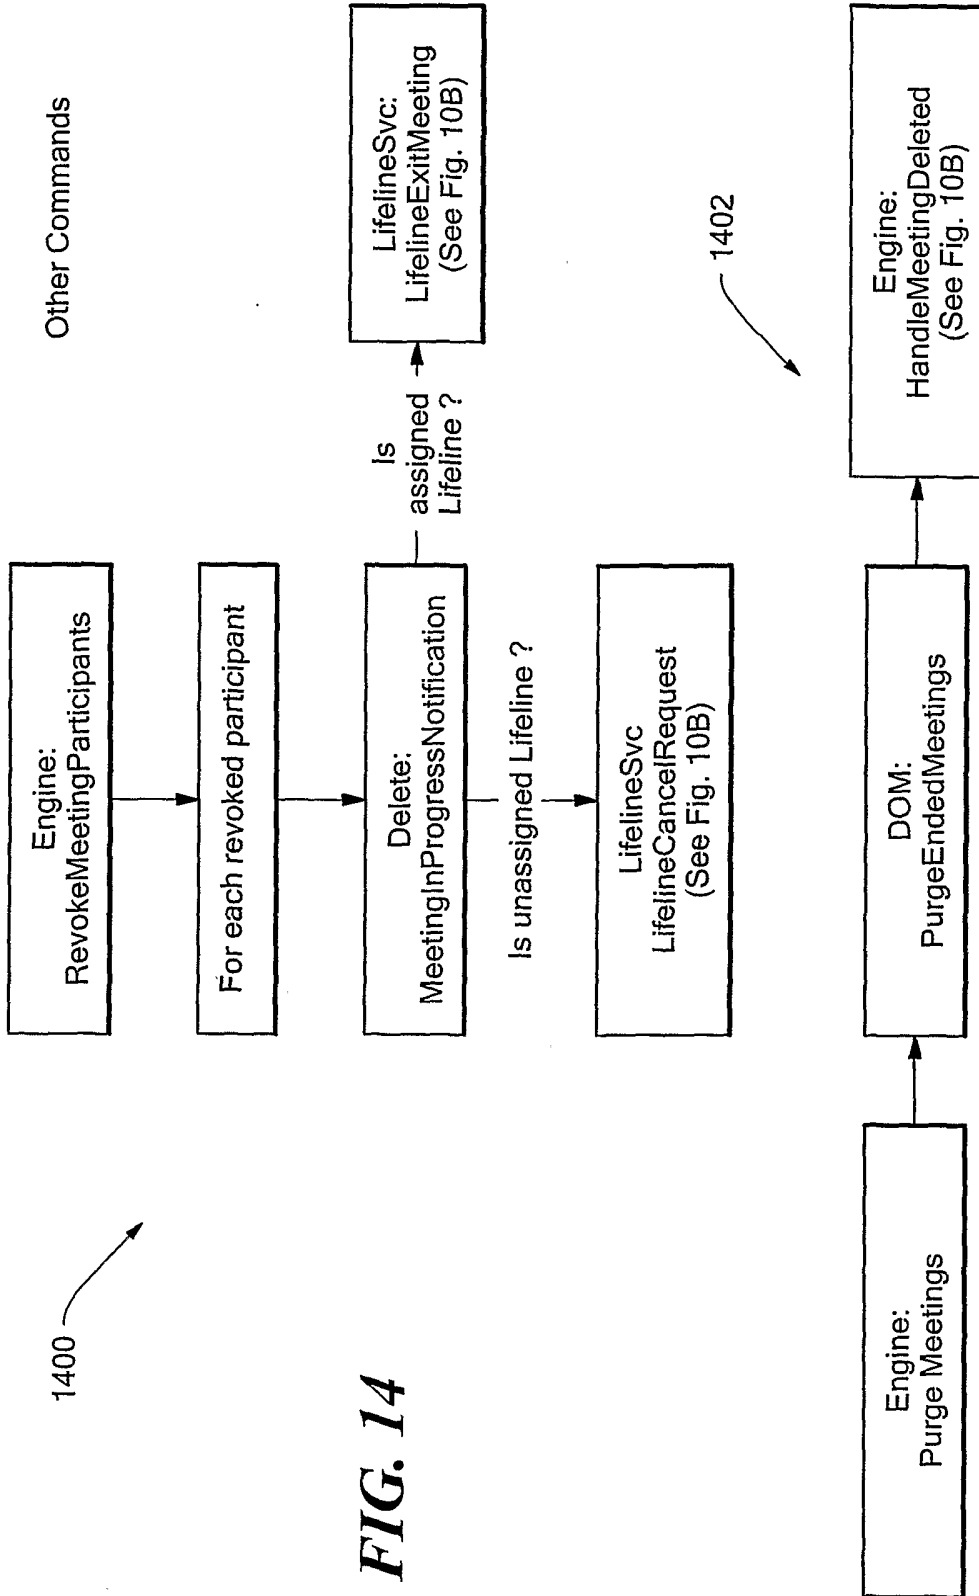 Other Commands
1400
Engine:
RevokeMeetingParticipants
For each revoked participant
Delete:
MeetingInProgressNotification
Is
assigned
Lifeline ?
LifelineSvc:
LifelineExitMeeting
(See Fig. 10B)
Is unassigned Lifeline ?
LifelineSvc
LifelineCancelRequest
(See Fig. 10B)
1402
Engine:
Purge Meetings
DOM:
PurgeEndedMeetings
Engine:
HandleMeetingDeleted
(See Fig. 10B)
FIG. 14